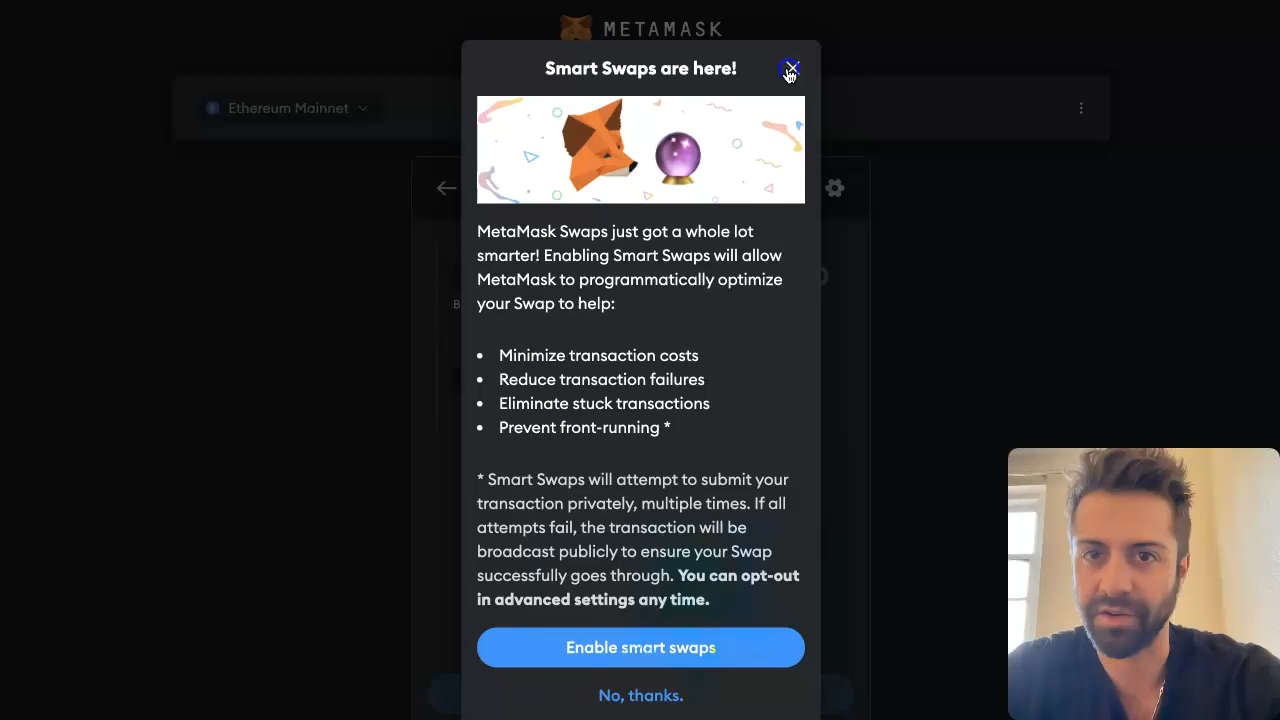 METAMASK
Smart Swaps are here!
Ethereum Mainnet
MetaMask Swaps just got a whole lot
smarter! Enabling Smart Swaps will allow
MetaMask to programmatically optimize
your Swap to help:
• Minimize transaction costs
• Reduce transaction failures
• Eliminate stuck transactions
• Prevent front-running *
* Smart Swaps will attempt to submit your
transaction privately, multiple times. If all
attempts fail, the transaction will be
broadcast publicly to ensure your Swap
successfully goes through. You can opt-out
in advanced settings any time.
Enable smart swaps
No, thanks.